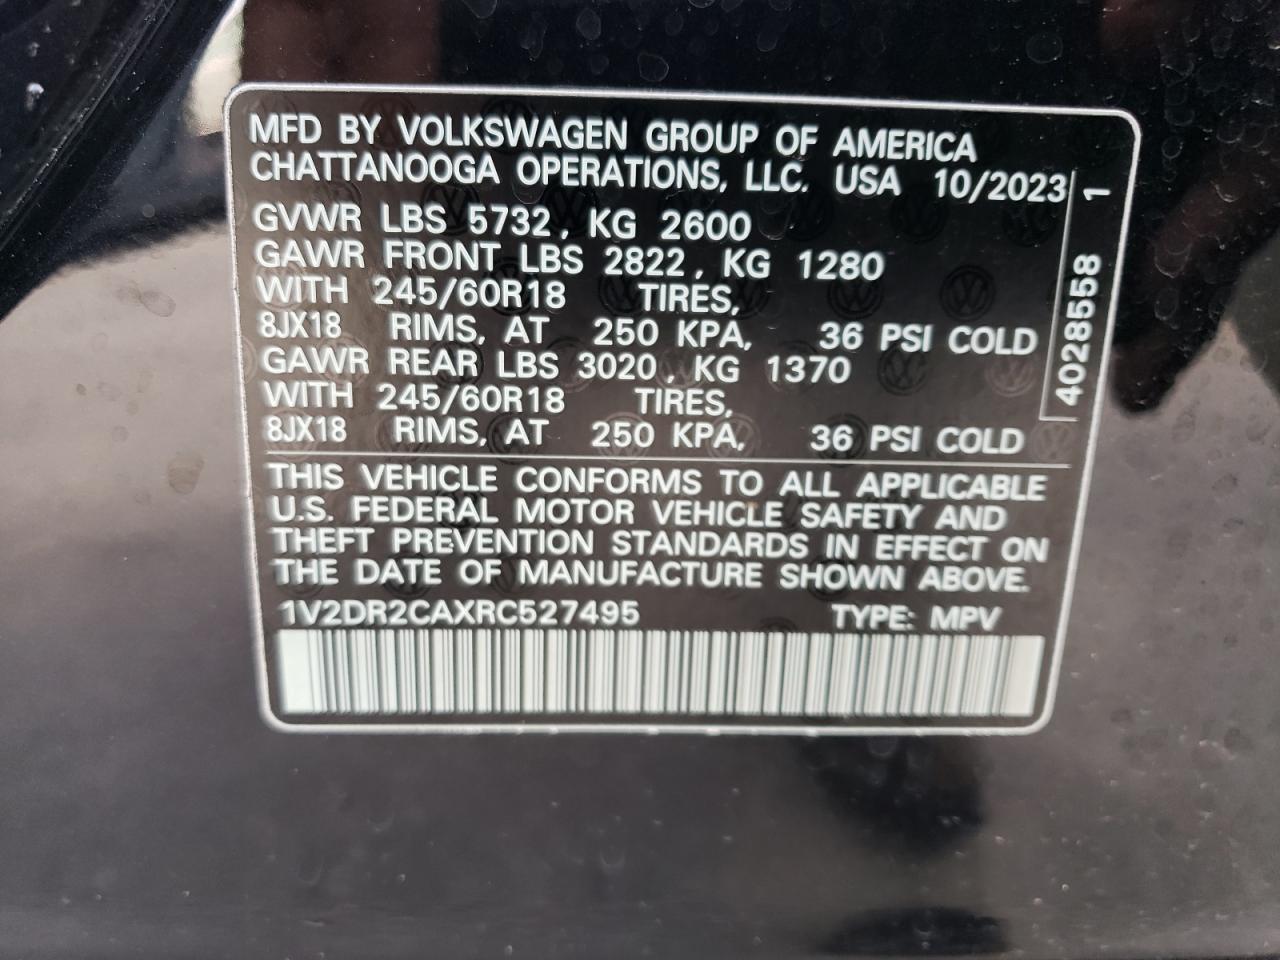 MFD BY VOLKSWAGEN GROUP OF AMERICA
CHATTANOOGA OPERATIONS, LLC. USA 10/2023
GVWR LBS 5732, KG 2600
GAWR FRONT LBS 2822, KG 1280
WITH 245/60R18 TIRES,
8JX18 RIMS, AT 250 KPA, 36 PSI COLD
GAWR REAR LBS 3020, KG 1370
WITH 245/60R18 TIRES,
8JX18 RIMS, AT 250 KPA, 36 PSI COLD
4028558 1
THIS VEHICLE CONFORMS TO ALL APPLICABLE
U.S. FEDERAL MOTOR VEHICLE SAFETY AND
THEFT PREVENTION STANDARDS IN EFFECT ON
THE DATE OF MANUFACTURE SHOWN ABOVE.
1V2DR2CAXRC527495 TYPE: MPV